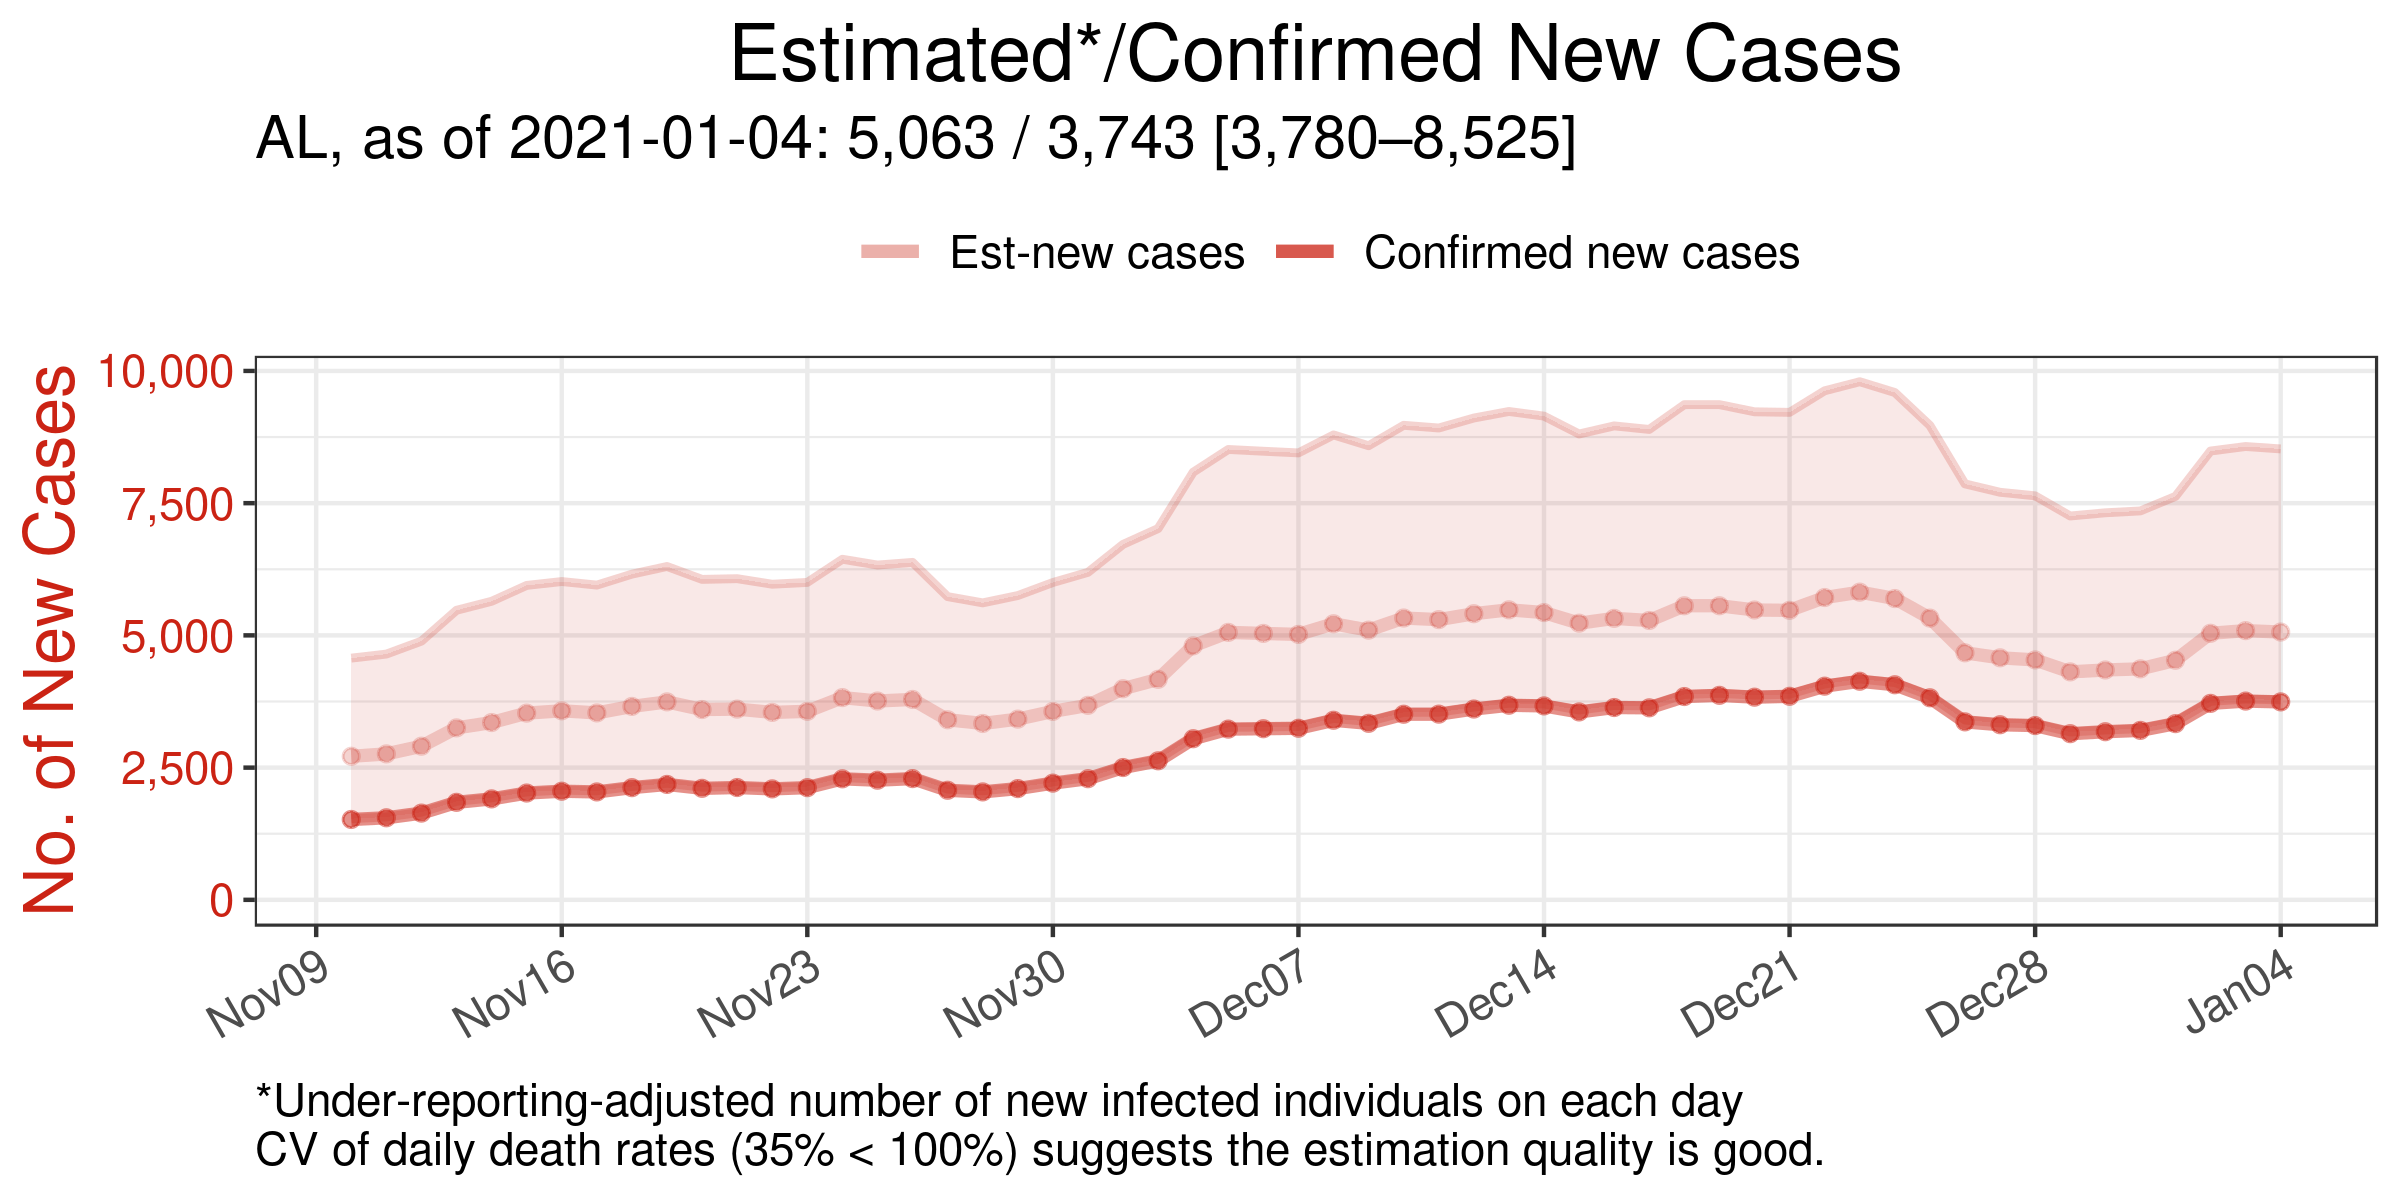 Estimated*/Confirmed New Cases
AL, as of 2021-01-04: 5,063 / 3,743 [3,780–8,525]
Est-new cases
Confirmed new cases
No. of New Cases
10,000
7,500
5,000
2,500
0
Nov09
Nov16
Nov23
Nov30
Dec07
Dec14
Dec21
Dec28
Jan04
*Under-reporting-adjusted number of new infected individuals on each day
CV of daily death rates (35% < 100%) suggests the estimation quality is good.